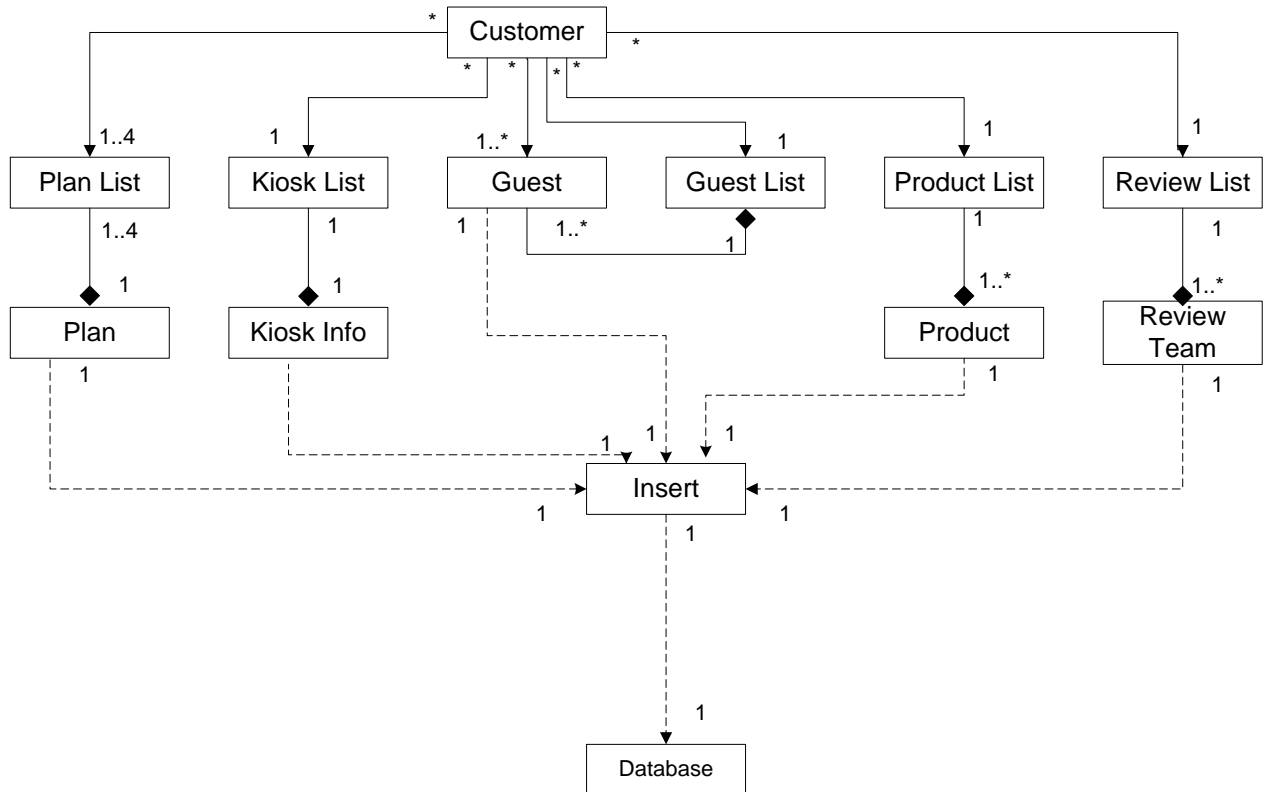 Customer
*
*
*
*
*
*
1..4
1
1..*
1
1
1
Plan List
Kiosk List
Guest
Guest List
Product List
Review List
1..4
1
1
1..*
1
1
1
1
1
1..*
1..*
Plan
Kiosk Info
Product
Review
Team
1
1
1
1
1
1
Insert
1
1
1
1
Database